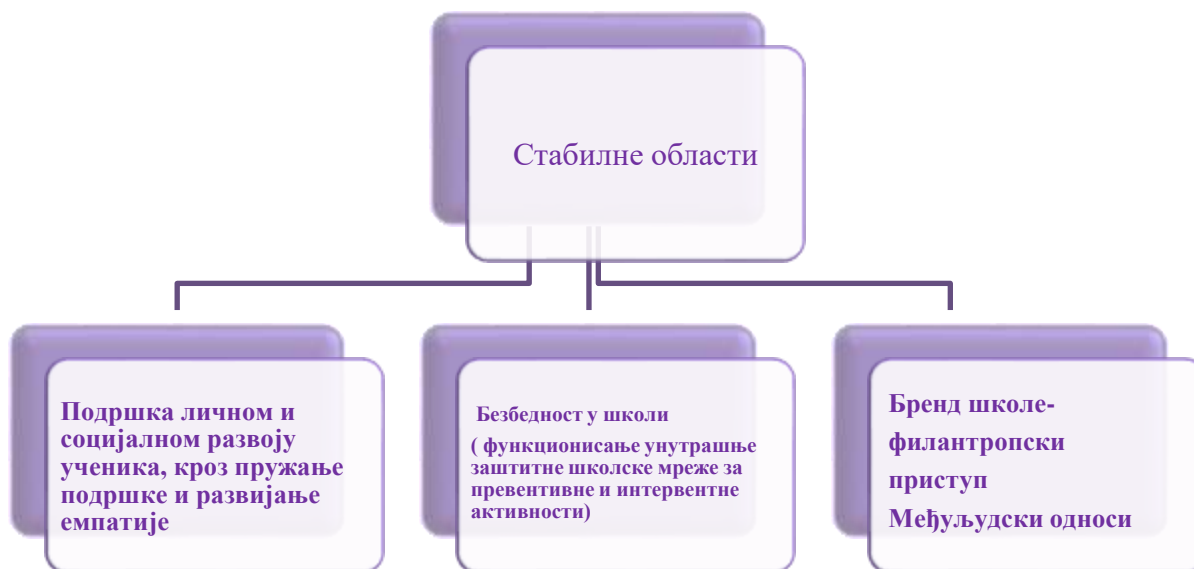 Стабилне области
Подршка личном и
социјалном развоју
ученика, кроз пружање
подршке и развијање
емпатије
Безбедност у школи
( функционисање унутрашње
заштитне школске мреже за
превентивне и интервентне
активности)
Бренд школе-
филантропски
приступ
Међуљудски односи